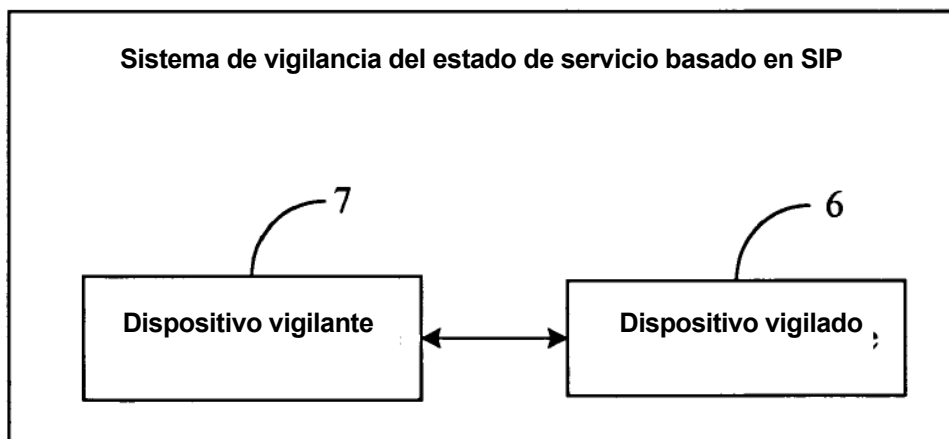 Sistema de vigilancia del estado de servicio basado en SIP
7
6
Dispositivo vigilante
Dispositivo vigilado